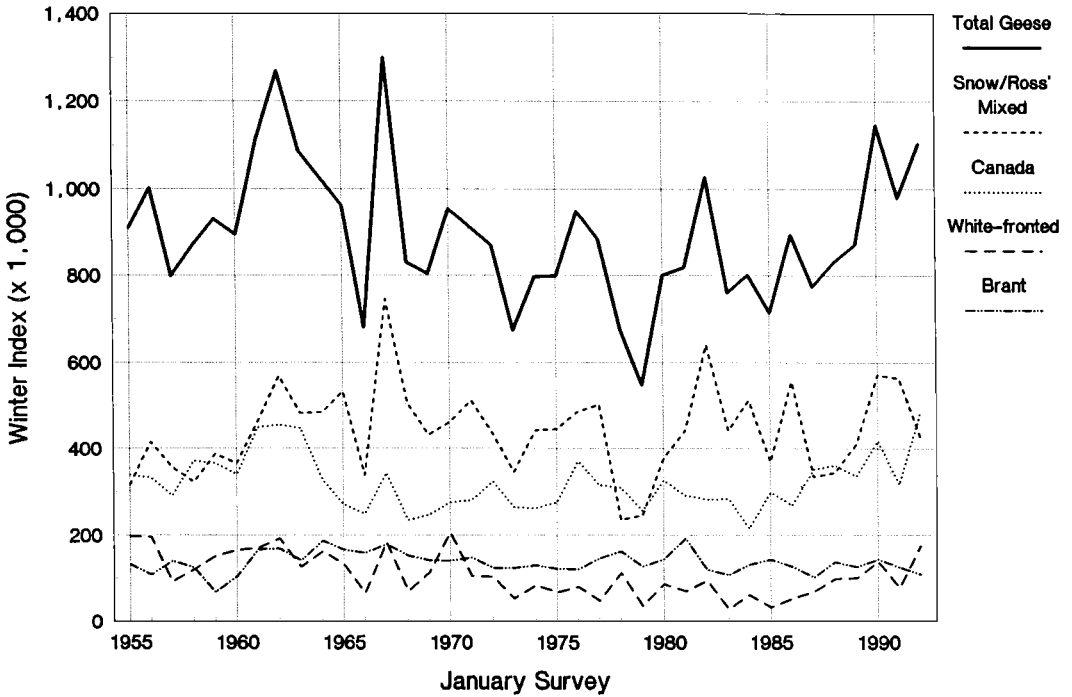 1,400
1,200
1,000
800
600
400
200
0
Winter Index (x 1,000)
1955
1960
1965
1970
1975
1980
1985
1990
January Survey
Total Geese
Snow/Ross'
Mixed
Canada
White-fronted
Brant